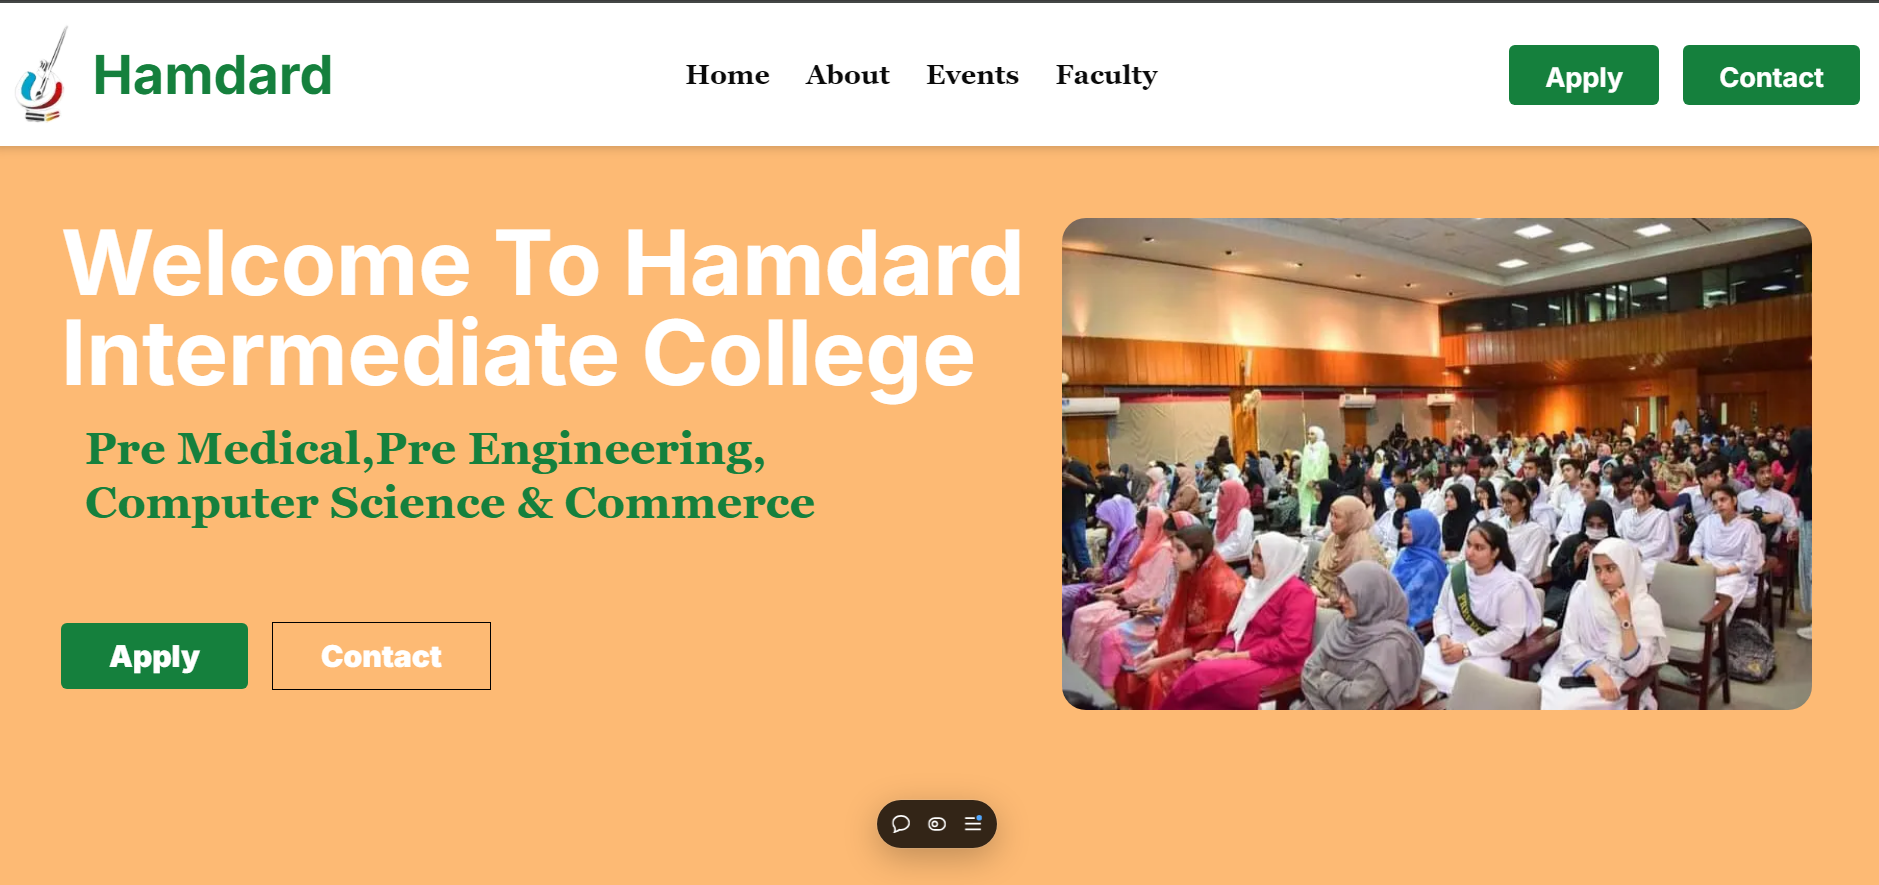 Hamdard
Home About Events Faculty
Apply Contact
Welcome To Hamdard
Intermediate College
Pre Medical,Pre Engineering,
Computer Science & Commerce
Apply Contact